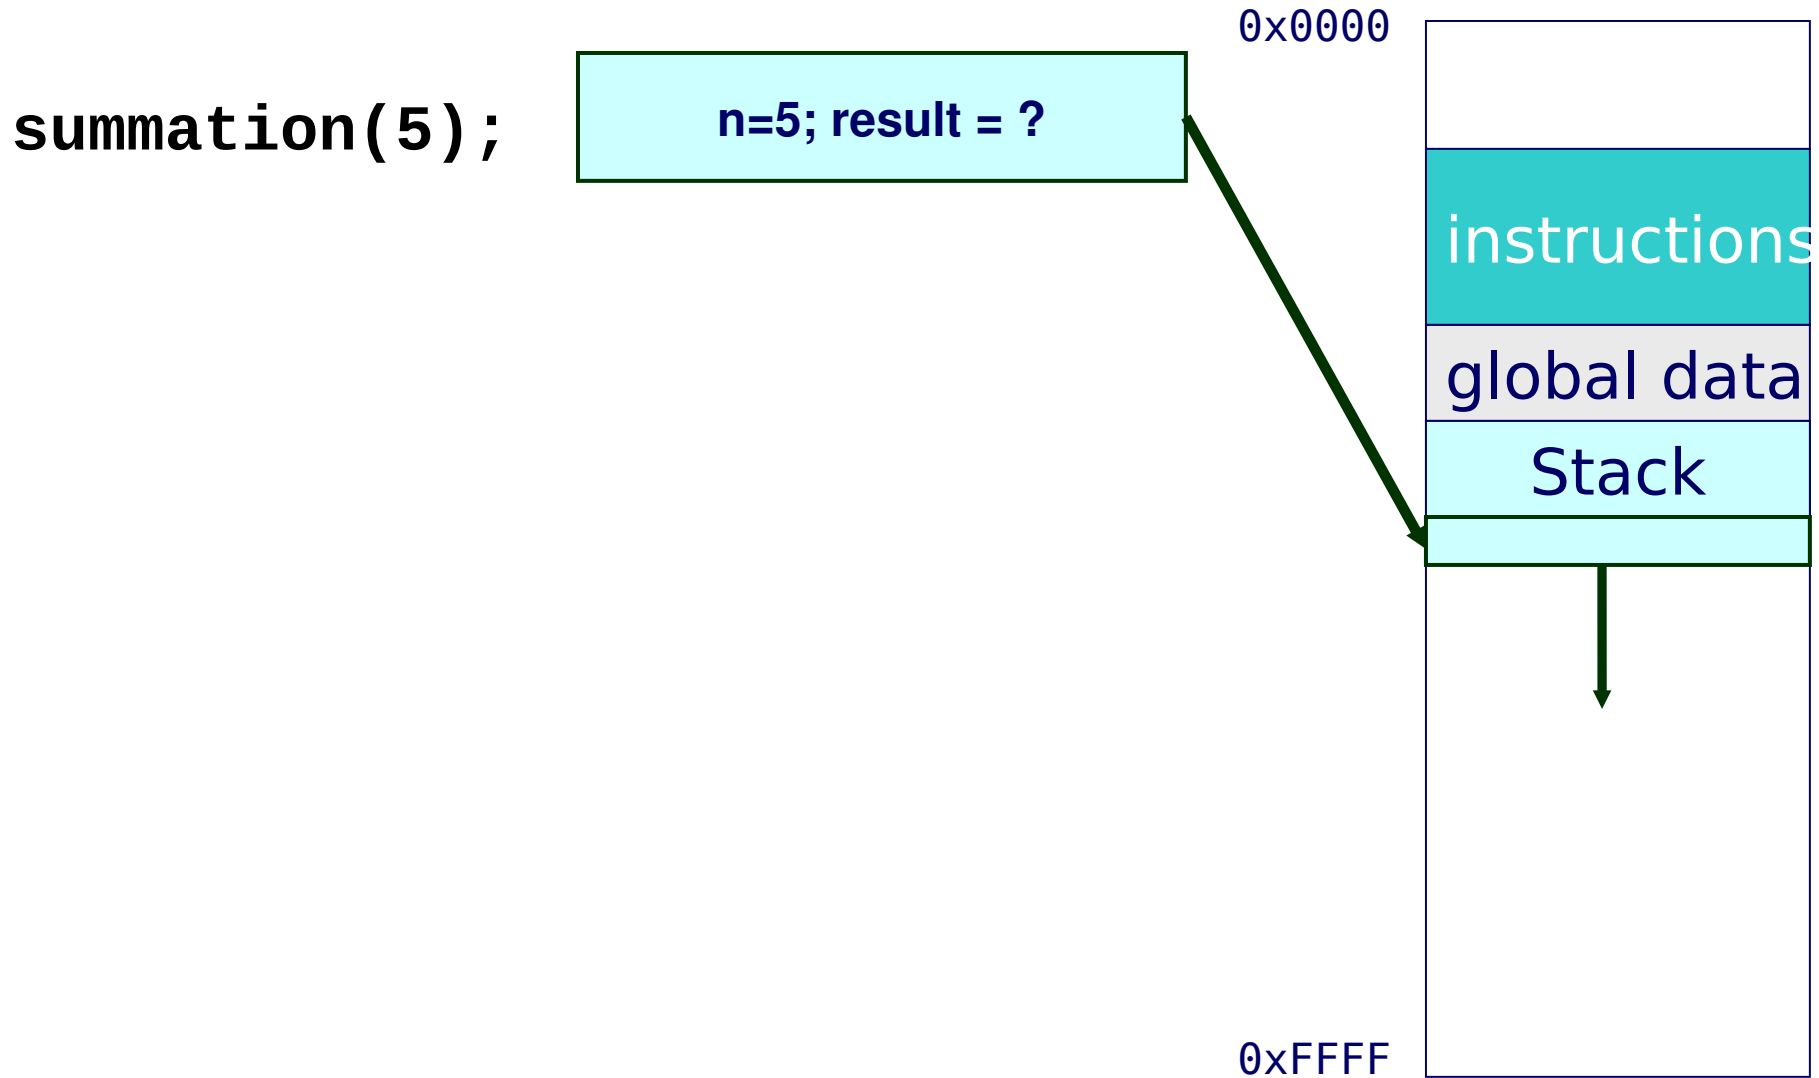 0x0000
summation(5);
n=5; result = ?
instructions
global data
Stack
0xFFFF